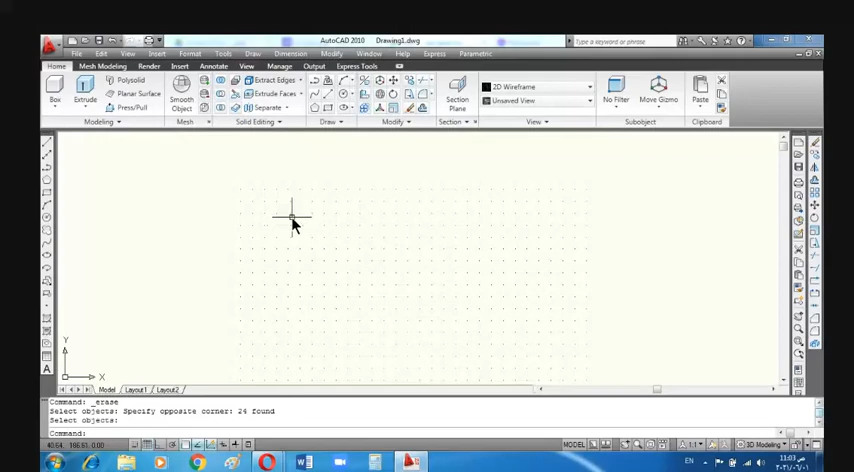 AutoCAD 2010 Drawing1.dwg
Type a keyword or phrase
File Edit View Insert Format Tools Draw Dimension Modify Window Help Express Parametric
Home Mesh Modeling Render Insert Annotate View Manage Output Express Tools
Box
Extrude
Polysolid
Planar Surface
Press/Pull
Smooth Object
Extract Edges
Extrude Faces
Separate
Section Plane
2D Wireframe
Unsaved View
No Filter
Move Gizmo
Paste
Modeling Mesh Solid Editing Draw Modify Section View Subobject Clipboard
Y
X
Model Layout1 Layout2
Command: _erase
Select objects: Specify opposite corner: 24 found
Select objects:
Command:
MODEL
1:1
3D Modeling
EN
11:03 ص